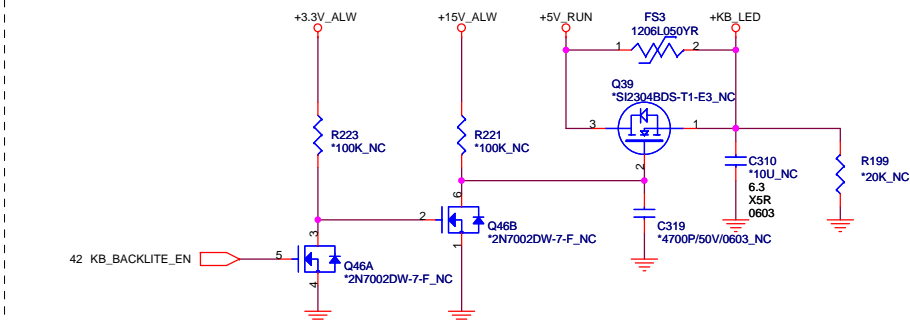 +3.3V_ALW
+15V_ALW
+5V_RUN
FS3
1206L050YR
+KB_LED
1
2
Q39
*SI2304BDS-T1-E3_NC
3
1
2
R223
*100K_NC
R221
*100K_NC
C310
*10U_NC
6.3
X5R
0603
R199
*20K_NC
6
2
1
Q46B
*2N7002DW-7-F_NC
C319
*4700P/50V/0603_NC
3
42 KB_BACKLITE_EN
5
4
Q46A
*2N7002DW-7-F_NC